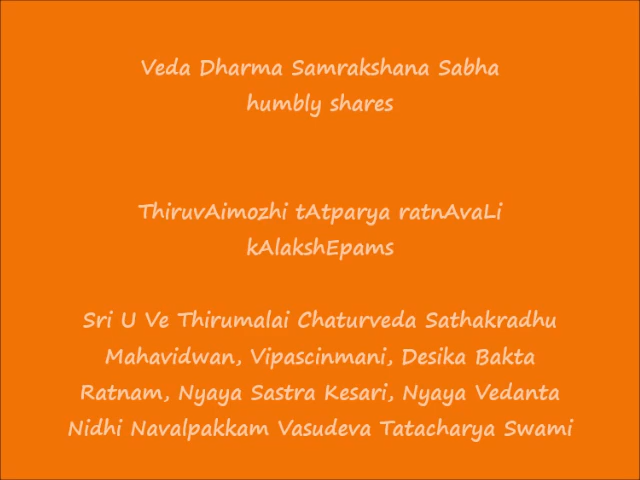 Veda Dharma Samrakshana Sabha
humbly shares
ThiruvAimozhi tAtparya ratnAvaLi
kAlakshEpams
Sri U Ve Thirumalai Chaturveda Sathakradhu
Mahavidwan, Vipascinmani, Desika Bakta
Ratnam, Nyaya Sastra Kesari, Nyaya Vedanta
Nidhi Navalpakkam Vasudeva Tatacharya Swami